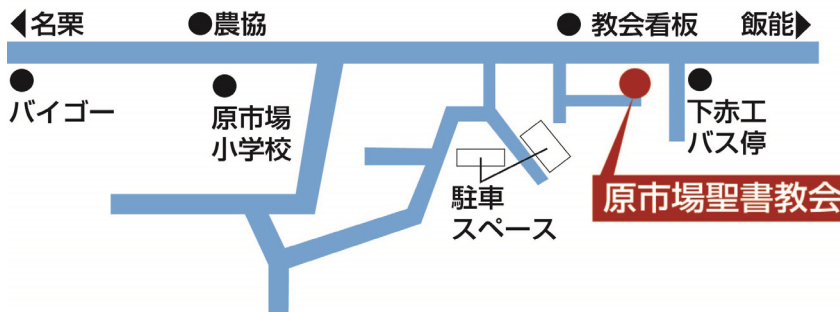 ◀名栗
●農協
●教会看板
飯能▶
バイゴー
原市場
小学校
下赤工
バス停
駐車
スペース
原市場聖書教会